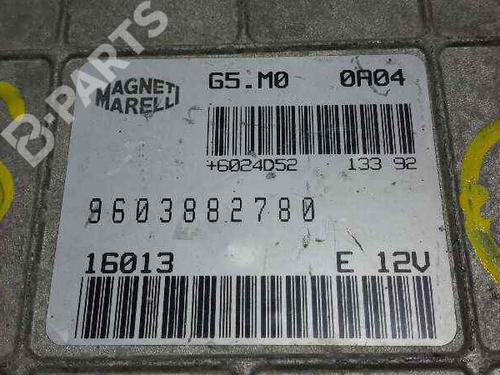 B-PARTS
MAGNETI MARELLI
G5.M0 0A04
+6024D52 133 92
9603882780
16013 E 12V